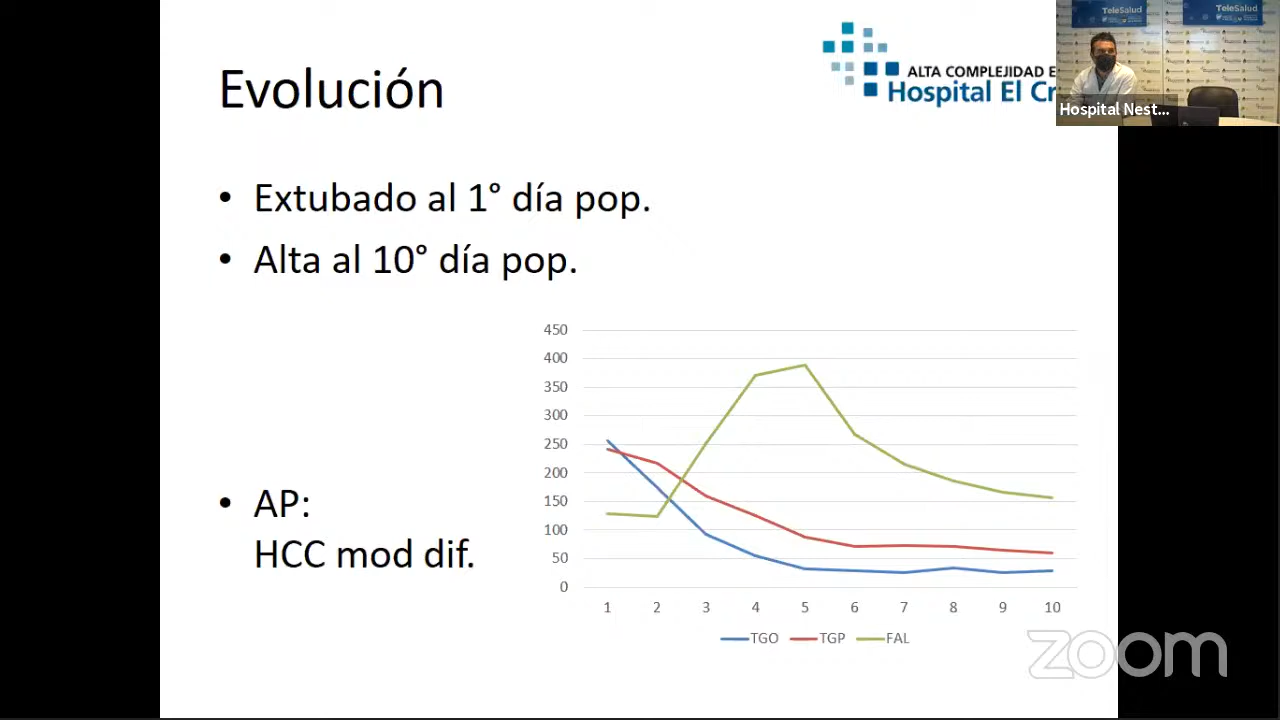 Evolución
ALTA COMPLEJIDAD E
Hospital El Cr
TeleSalud
TeleSalud
Hospital Nest...
• Extubado al 1° día pop.
• Alta al 10° día pop.
• AP:
HCC mod dif.
450
400
350
300
250
200
150
100
50
0
1 2 3 4 5 6 7 8 9 10
TGO TGP FAL
zoom